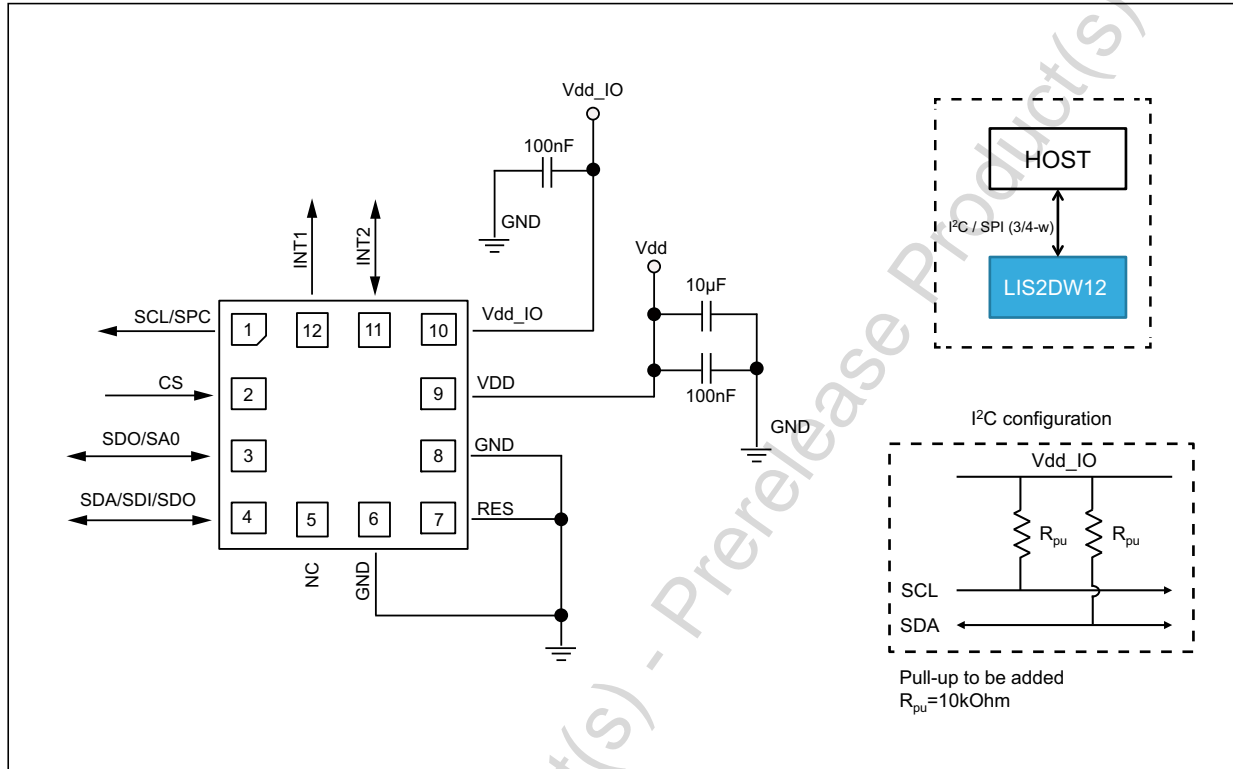 Vdd_IO
100nF
GND
INT1
INT2
Vdd
10µF
100nF
GND
SCL/SPC
CS
SDO/SA0
SDA/SDI/SDO
1
12
11
10
2
9
3
8
4
5
6
7
Vdd_IO
VDD
GND
RES
NC
GND
HOST
I²C / SPI (3/4-w)
LIS2DW12
I²C configuration
Vdd_IO
Rpu
Rpu
SCL
SDA
Pull-up to be added
Rpu=10kOhm
t(s) - Prerelease Product(s)